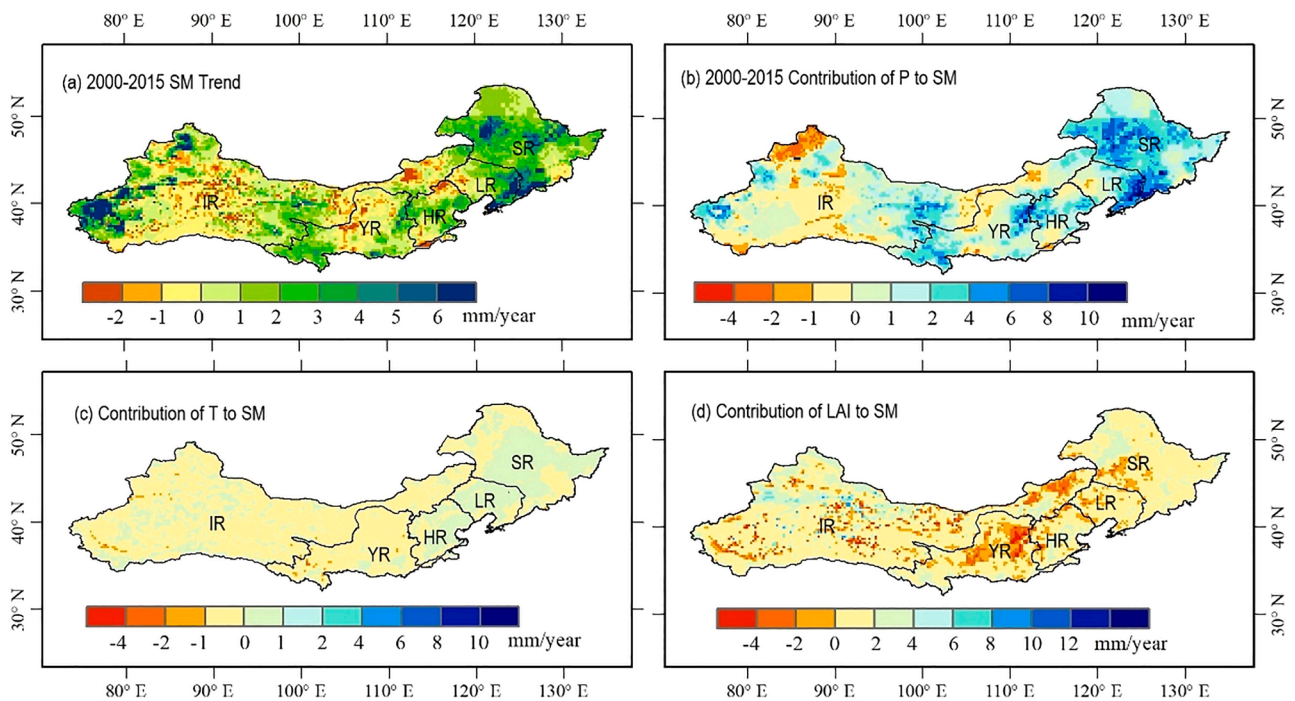 80° E 90° E 100° E 110° E 120° E 130° E 80° E 90° E 100° E 110° E 120° E 130° E
(a) 2000-2015 SM Trend
50° N
40° N
30° N
SR
LR
IR
HR
YR
-2 -1 0 1 2 3 4 5 6 mm/year
(b) 2000-2015 Contribution of P to SM
50° N
40° N
30° N
SR
LR
IR
HR
YR
-4 -2 -1 0 1 2 4 6 8 10 mm/year
(c) Contribution of T to SM
50° N
40° N
30° N
SR
LR
IR
HR
YR
-4 -2 -1 0 1 2 4 6 8 10 mm/year
(d) Contribution of LAI to SM
50° N
40° N
30° N
SR
LR
IR
HR
YR
-4 -2 -1 0 2 4 6 8 10 12 mm/year
80° E 90° E 100° E 110° E 120° E 130° E 80° E 90° E 100° E 110° E 120° E 130° E